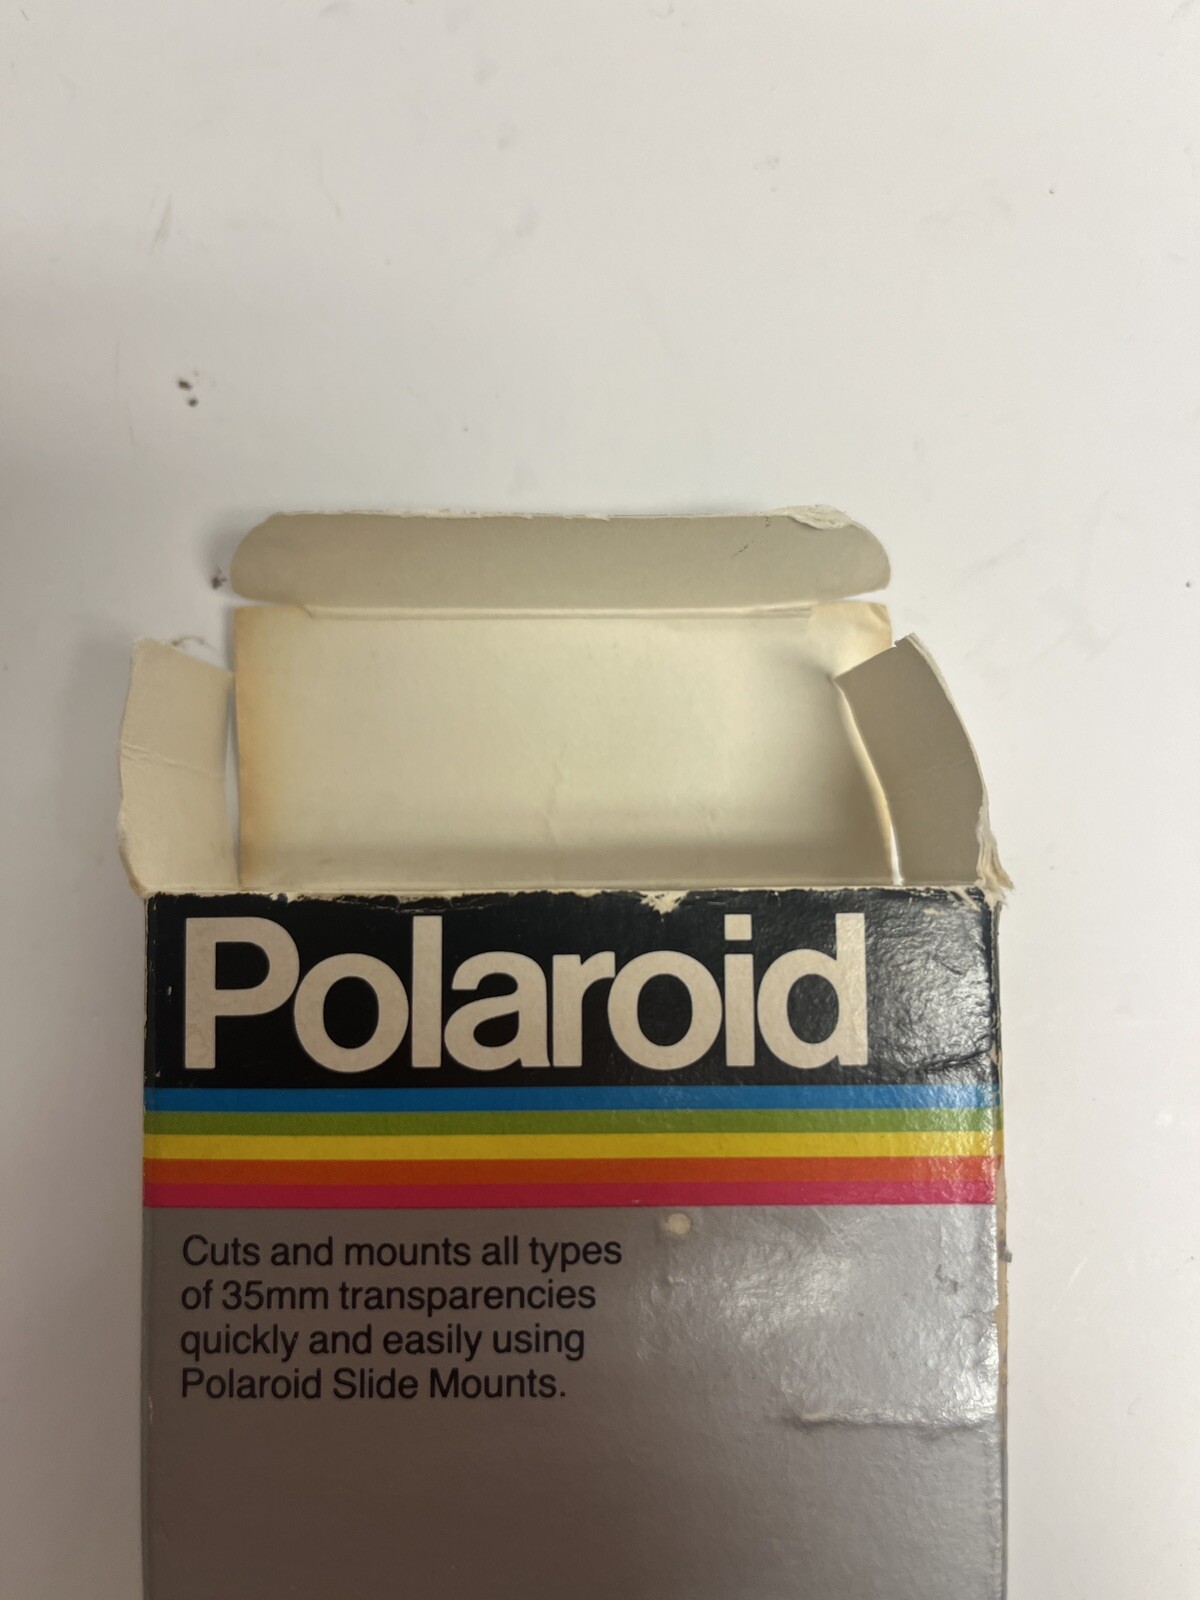 Polaroid
Cuts and mounts all types
of 35mm transparencies
quickly and easily using
Polaroid Slide Mounts.